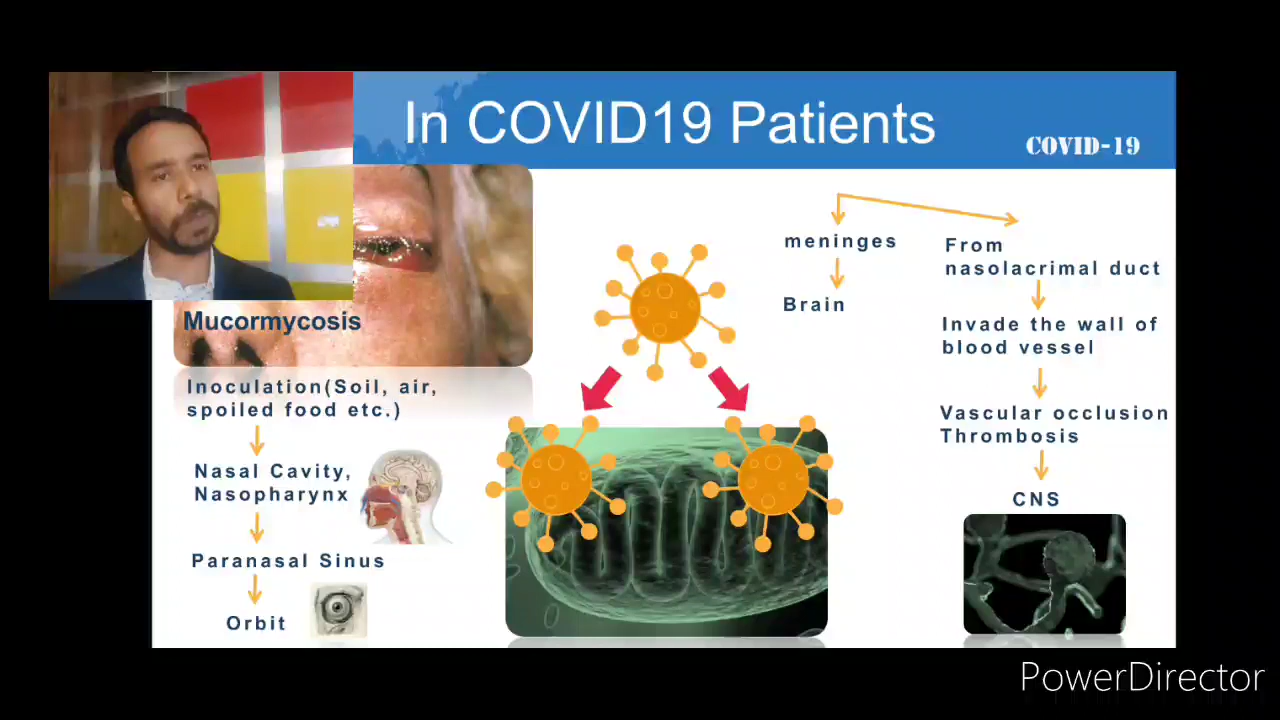 In COVID19 Patients
COVID-19
Mucormycosis
Inoculation(Soil, air,
spoiled food etc.)
Nasal Cavity,
Nasopharynx
Paranasal Sinus
Orbit
meninges
Brain
From
nasolacrimal duct
Invade the wall of
blood vessel
Vascular occlusion
Thrombosis
CNS
PowerDirector